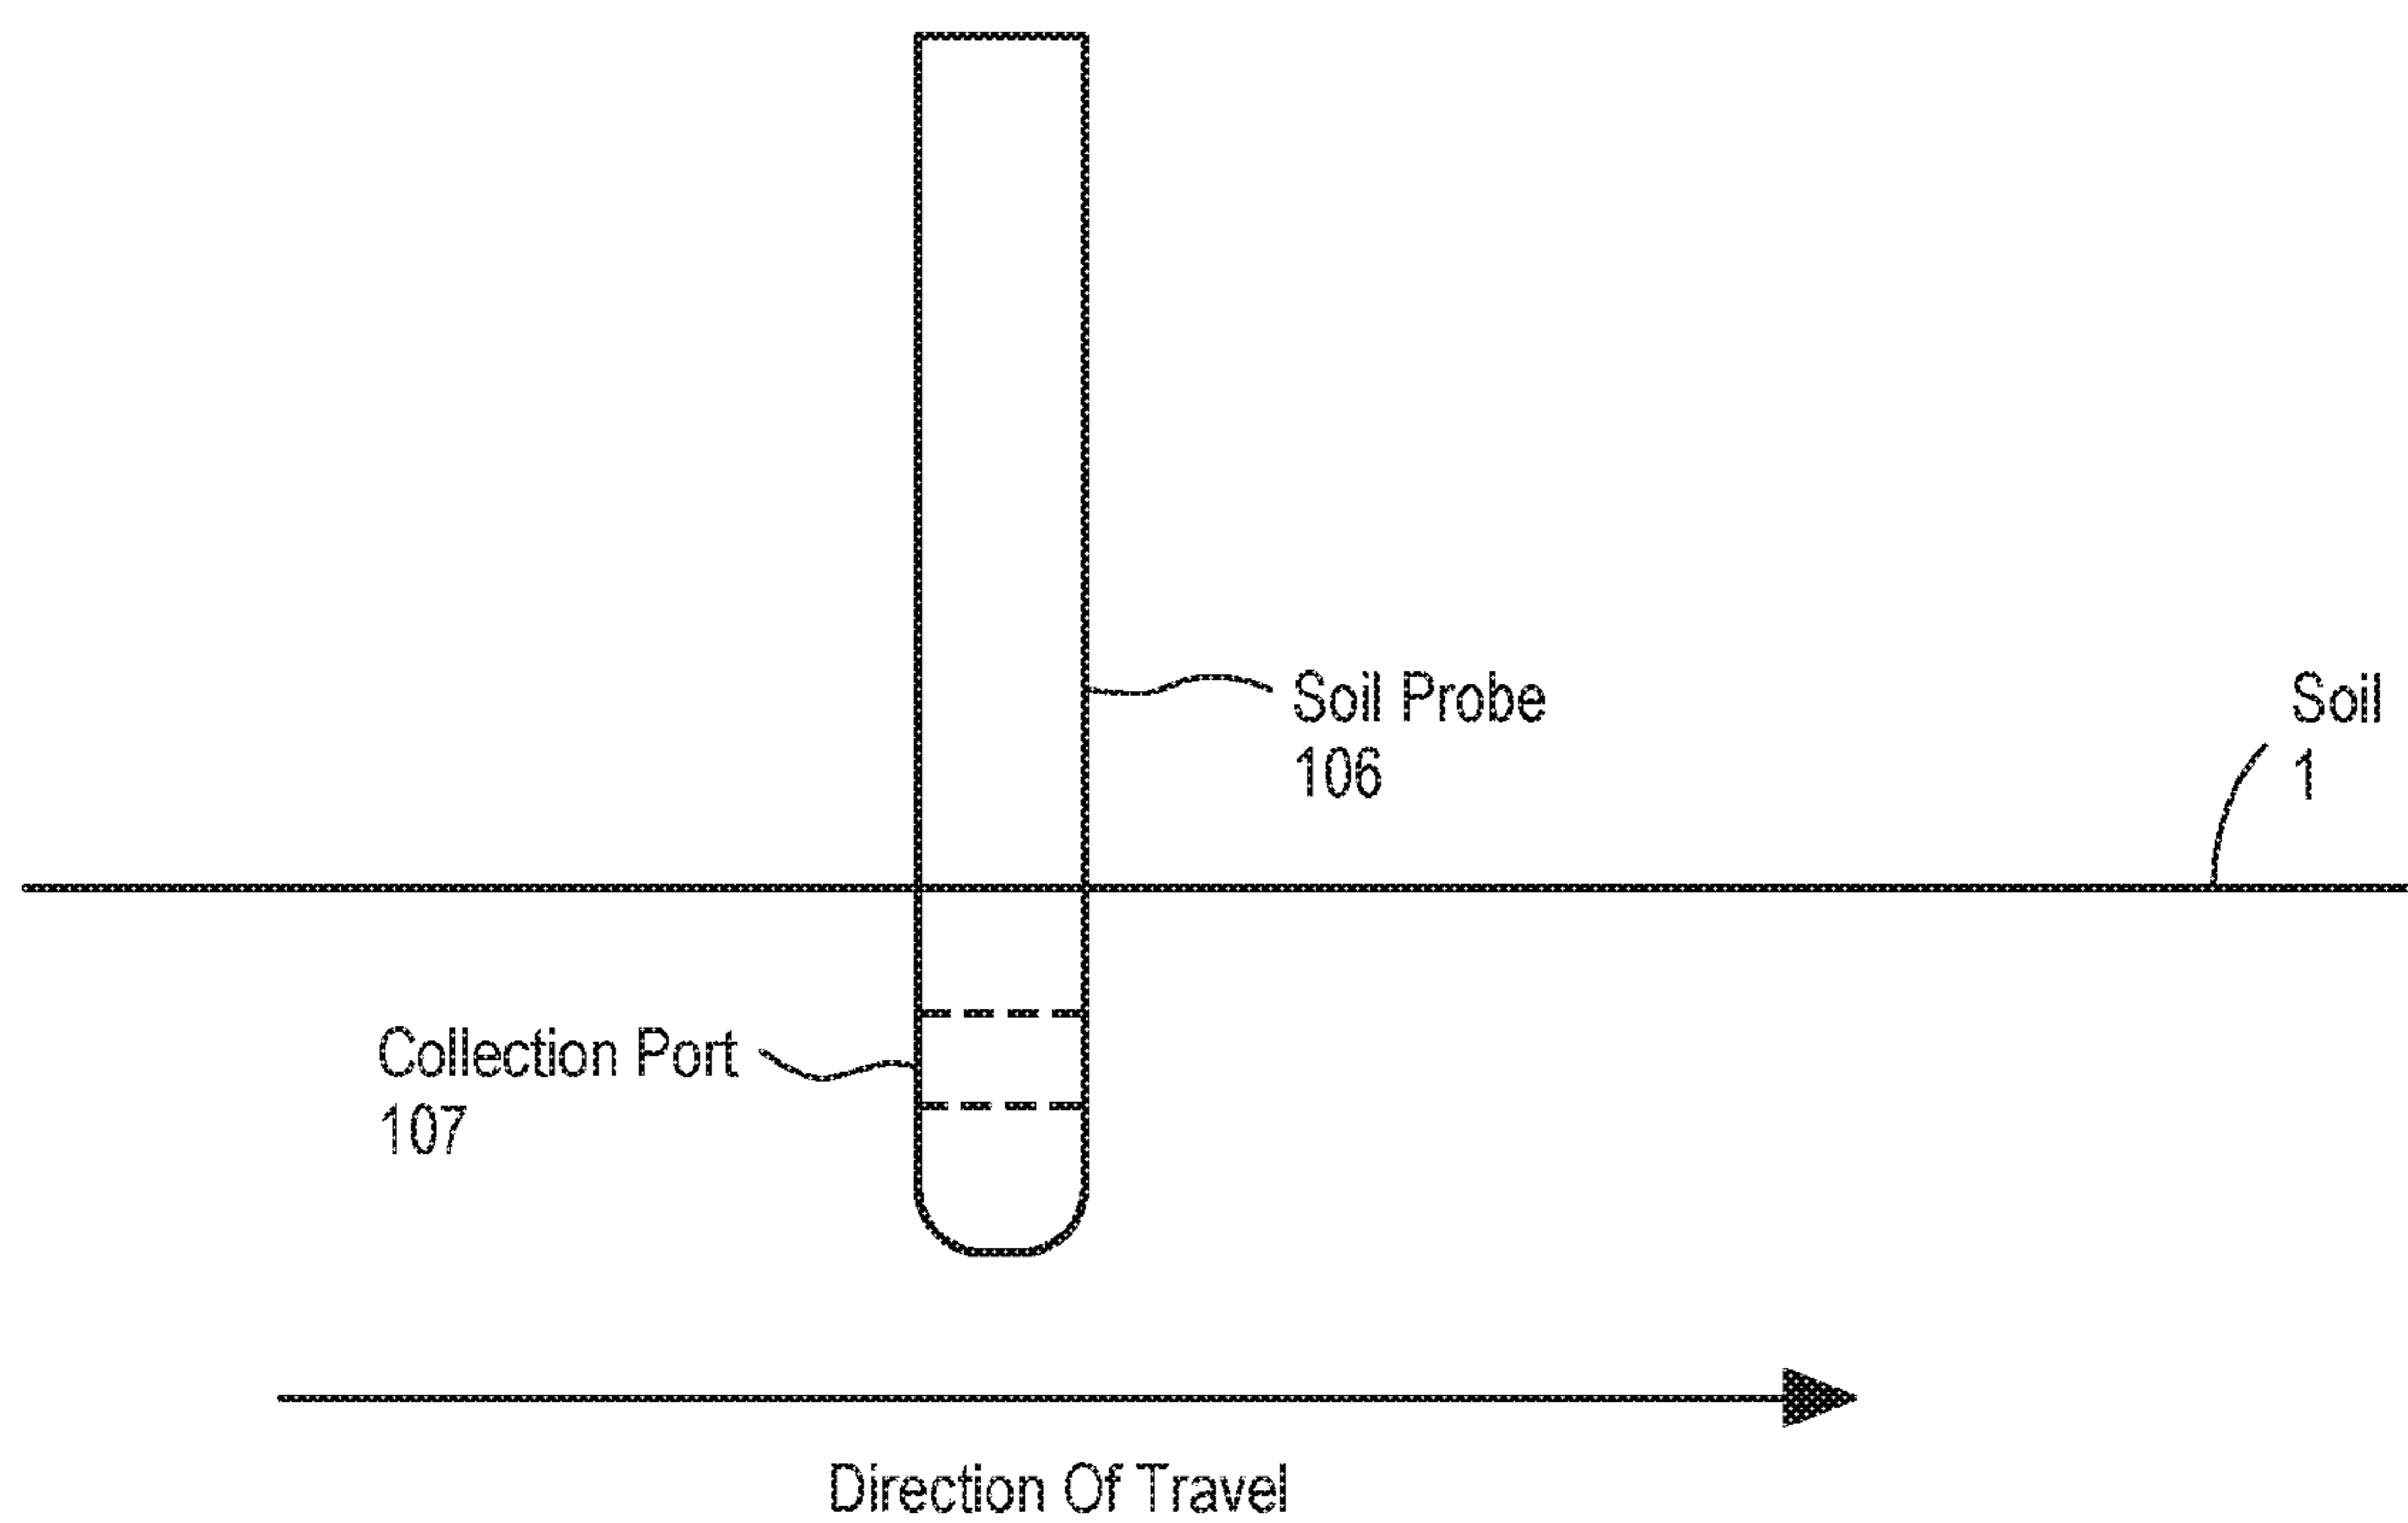 Soil Probe
106
Soil
1
Collection Port
107
Direction Of Travel